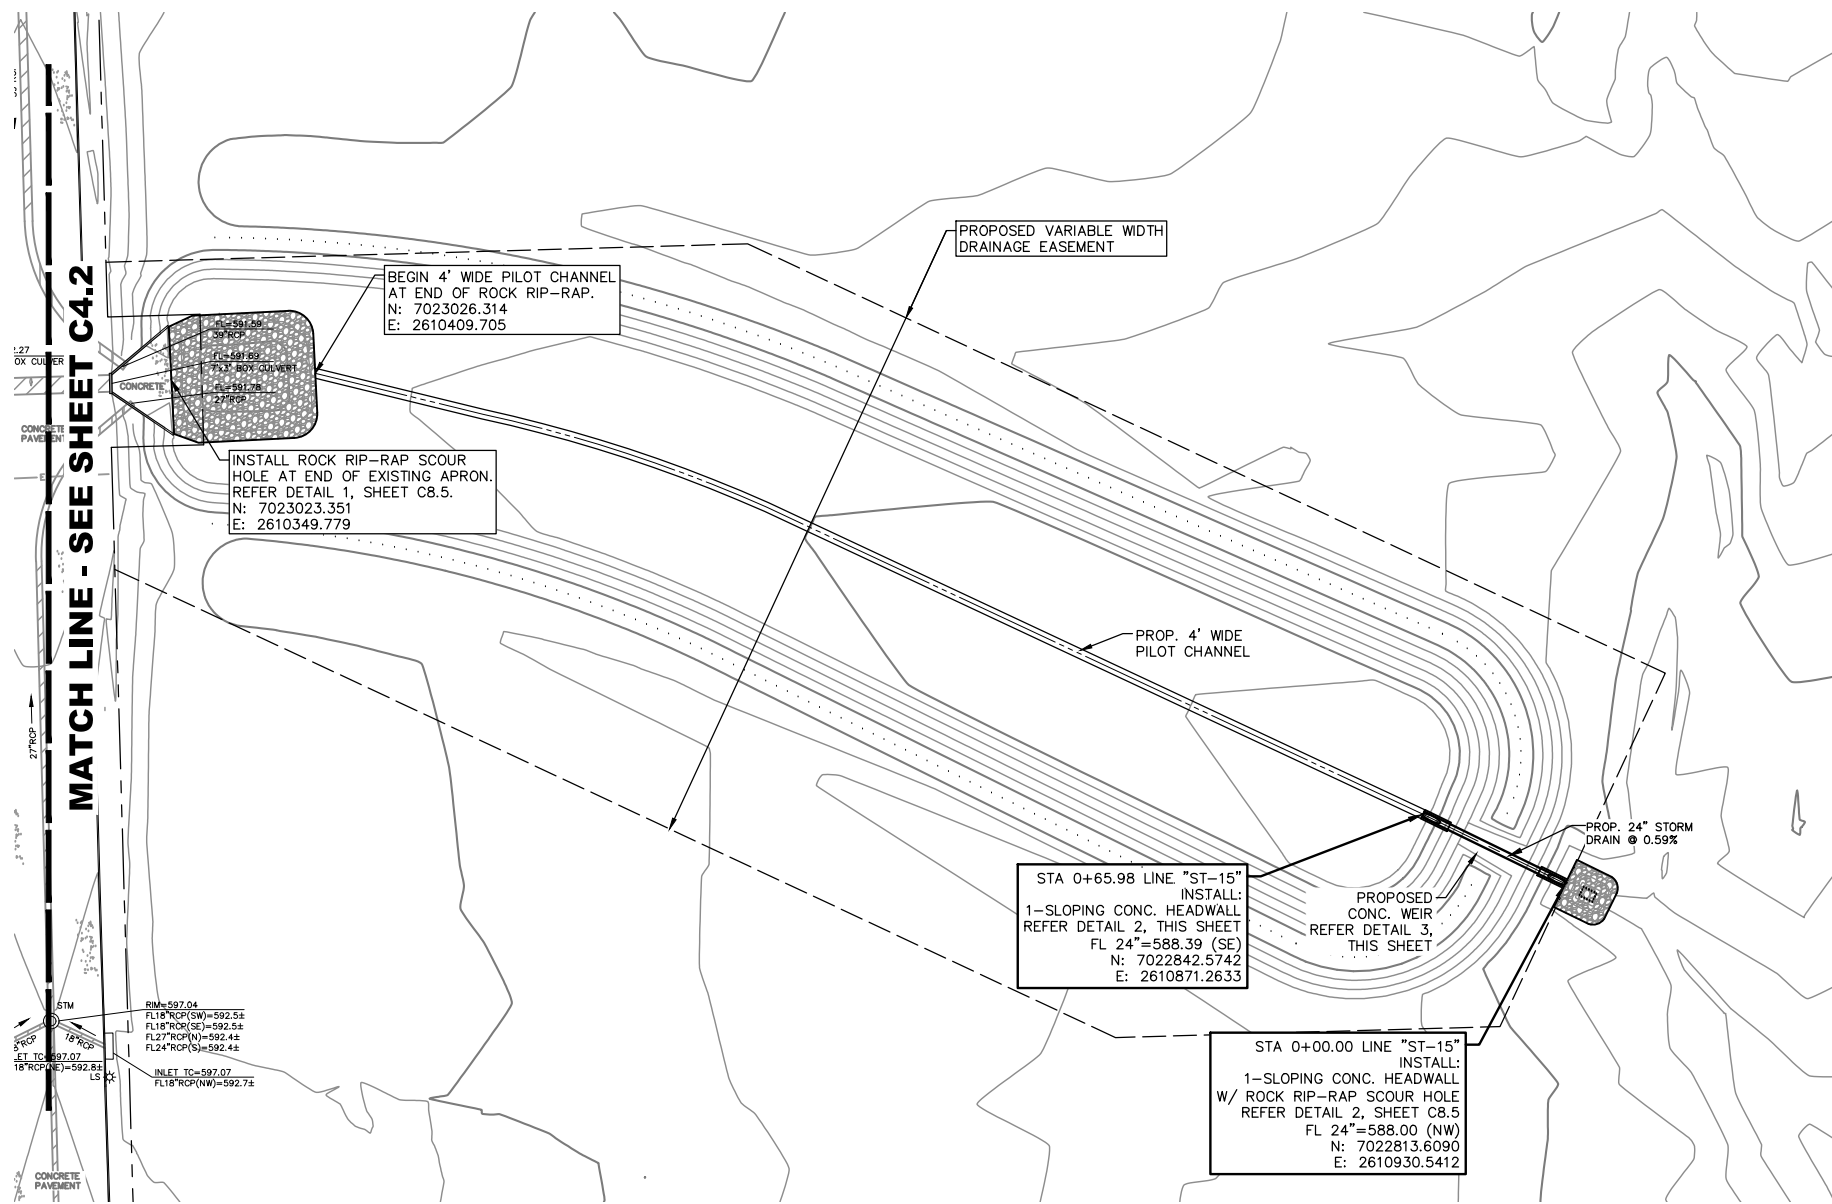 MATCH LINE - SEE SHEET C4.2
PROPOSED VARIABLE WIDTH
DRAINAGE EASEMENT
BEGIN 4' WIDE PILOT CHANNEL
AT END OF ROCK RIP-RAP.
N: 7023026.314
E: 2610409.705
FL=591.59
39"RCP
FL=591.69
7'x3' BOX CULVERT
FL=591.78
27"RCP
CONCRETE
CONCRETE
PAVEMENT
E
INSTALL ROCK RIP-RAP SCOUR
HOLE AT END OF EXISTING APRON.
REFER DETAIL 1, SHEET C8.5.
N: 7023023.351
E: 2610349.779
PROP. 4' WIDE
PILOT CHANNEL
27"RCP
PROP. 24" STORM
DRAIN @ 0.59%
STA 0+65.98 LINE "ST-15"
INSTALL:
1-SLOPING CONC. HEADWALL
REFER DETAIL 2, THIS SHEET
FL 24"=588.39 (SE)
N: 7022842.5742
E: 2610871.2633
PROPOSED
CONC. WEIR
REFER DETAIL 3,
THIS SHEET
STA 0+00.00 LINE "ST-15"
INSTALL:
1-SLOPING CONC. HEADWALL
W/ ROCK RIP-RAP SCOUR HOLE
REFER DETAIL 2, SHEET C8.5
FL 24"=588.00 (NW)
N: 7022813.6090
E: 2610930.5412
STM
RIM=597.04
FL18"RCP(SW)=592.5±
FL18"RCP(SE)=592.5±
FL27"RCP(N)=592.4±
FL24"RCP(S)=592.4±
18"RCP
INLET TC=597.07
FL18"RCP(NW)=592.7±
LET TC=597.07
18"RCP(NE)=592.8±
LS
CONCRETE
PAVEMENT